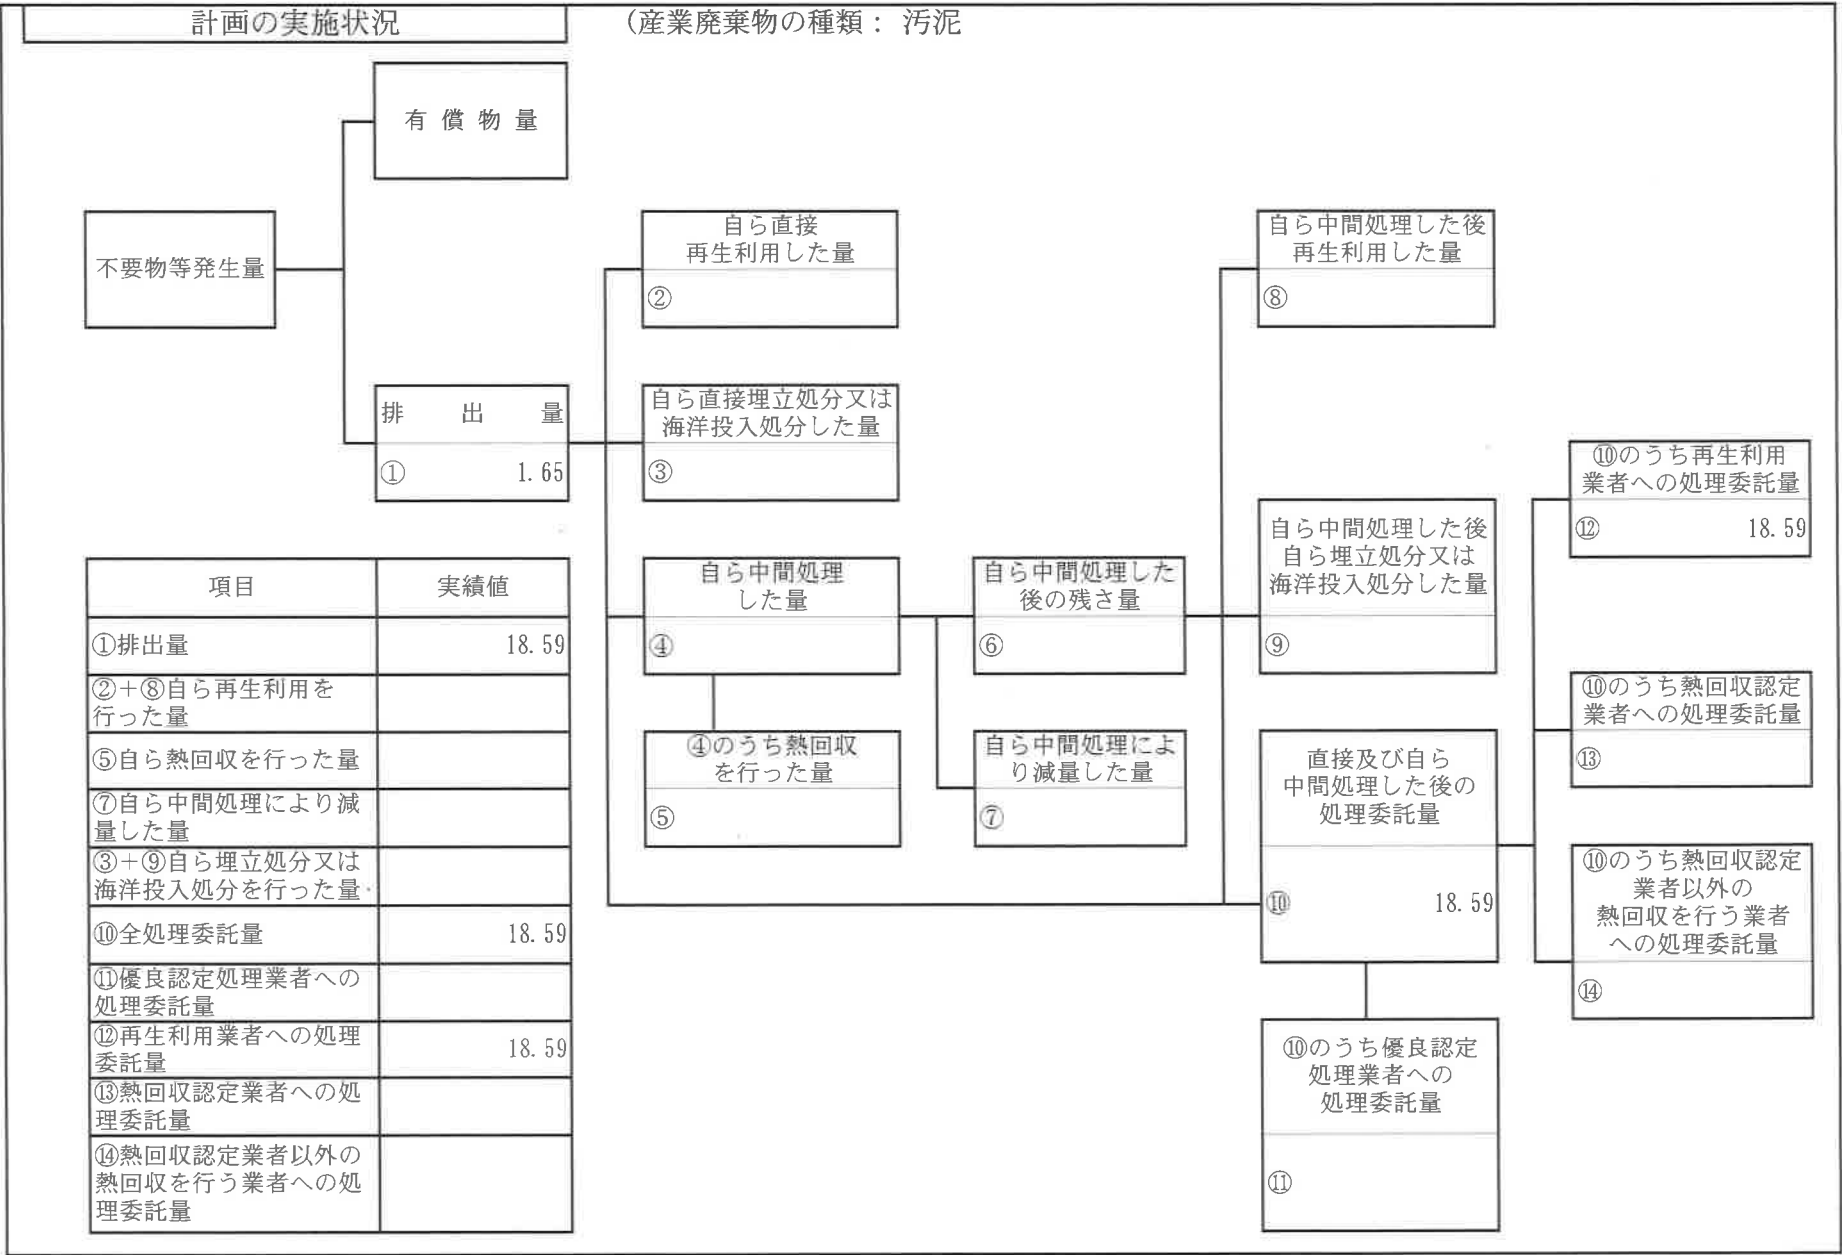 計画の実施状況
(産業廃棄物の種類: 汚泥
有償物量
不要物等発生量
排出量
① 1.65
自ら直接
再生利用した量
②
自ら直接埋立処分又は
海洋投入処分した量
③
自ら中間処理
した量
④
④のうち熱回収
を行った量
⑤
自ら中間処理した
後の残さ量
⑥
自ら中間処理によ
り減量した量
⑦
自ら中間処理した後
再生利用した量
⑧
自ら中間処理した後
自ら埋立処分又は
海洋投入処分した量
⑨
直接及び自ら
中間処理した後の
処理委託量
⑩ 18.59
⑩のうち優良認定
処理業者への
処理委託量
⑪
⑩のうち再生利用
業者への処理委託量
⑫ 18.59
⑩のうち熱回収認定
業者への処理委託量
⑬
⑩のうち熱回収認定
業者以外の
熱回収を行う業者
への処理委託量
⑭
項目 実績値
①排出量 18.59
②+⑧自ら再生利用を
行った量
⑤自ら熱回収を行った量
⑦自ら中間処理により減
量した量
③+⑨自ら埋立処分又は
海洋投入処分を行った量
⑩全処理委託量 18.59
⑪優良認定処理業者への
処理委託量
⑫再生利用業者への処理
委託量 18.59
⑬熱回収認定業者への処
理委託量
⑭熱回収認定業者以外の
熱回収を行う業者への処
理委託量